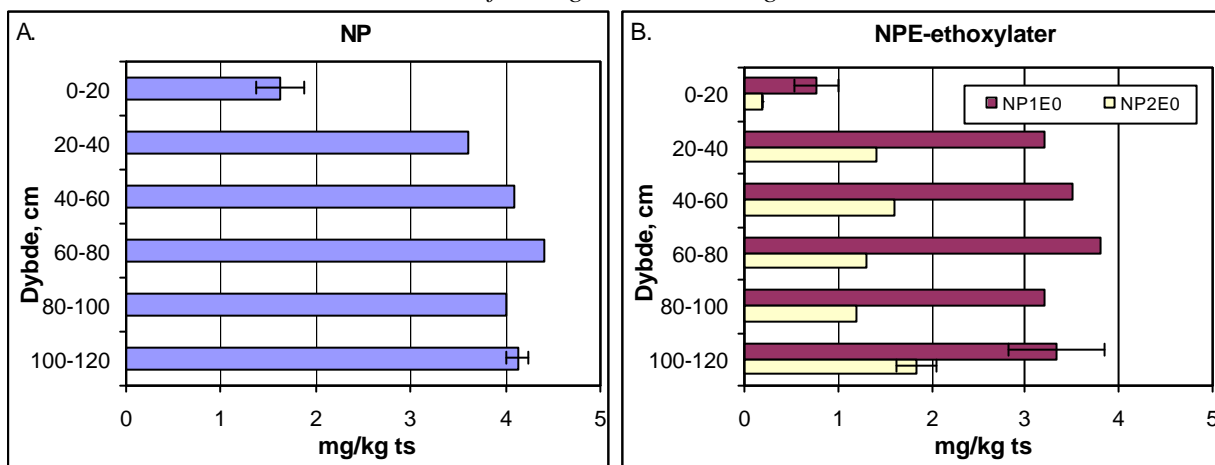 A.
NP
Dybde, cm
0-20
20-40
40-60
60-80
80-100
100-120
0 1 2 3 4 5
mg/kg ts
B.
NPE-ethoxylater
NP1E0 NP2E0
Dybde, cm
0-20
20-40
40-60
60-80
80-100
100-120
0 1 2 3 4 5
mg/kg ts